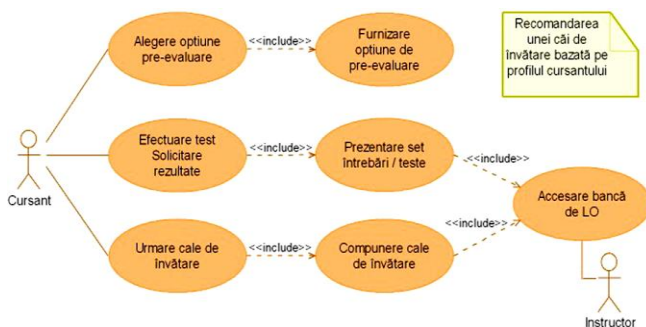 Alegere optiune
pre-evaluare
<<include>>
Furnizare
optiune de
pre-evaluare
Recomandarea
unei căi de
învătare bazată pe
profilul cursantului
Efectuare test
Solicitare
rezultate
<<include>>
Prezentare set
întrebări / teste
<<include>>
Cursant
Accesare bancă
de LO
Urmare cale de
învătare
<<include>>
Compunere cale
de învătare
<<include>>
Instructor